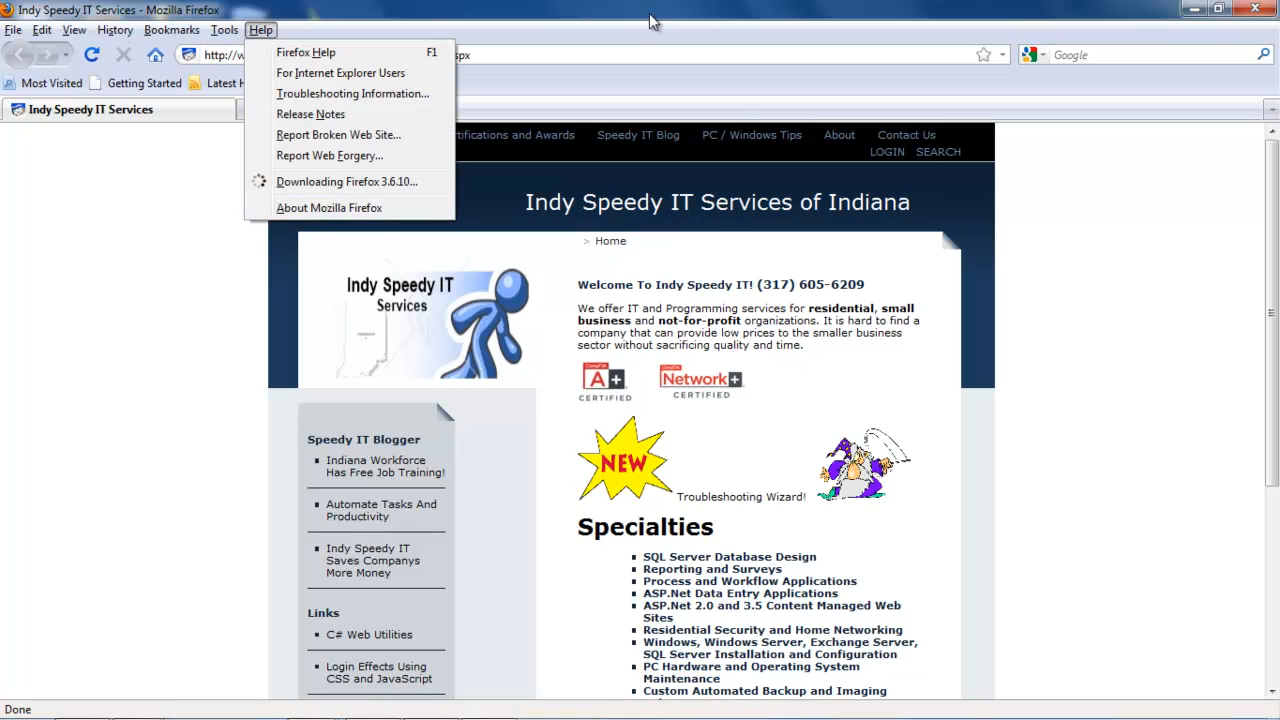 Indy Speedy IT Services - Mozilla Firefox
File Edit View History Bookmarks Tools Help
http://w
spx
Google
Most Visited Getting Started Latest H
Indy Speedy IT Services
Firefox Help F1
For Internet Explorer Users
Troubleshooting Information...
Release Notes
Report Broken Web Site...
Report Web Forgery...
Downloading Firefox 3.6.10...
About Mozilla Firefox
rtifications and Awards Speedy IT Blog PC / Windows Tips About Contact Us
LOGIN SEARCH
Indy Speedy IT Services of Indiana
Indy Speedy IT
Services
> Home
Welcome To Indy Speedy IT! (317) 605-6209
We offer IT and Programming services for residential, small
business and not-for-profit organizations. It is hard to find a
company that can provide low prices to the smaller business
sector without sacrificing quality and time.
CompTIA
A+
CERTIFIED
CompTIA
Network+
CERTIFIED
NEW
Troubleshooting Wizard!
Specialties
SQL Server Database Design
Reporting and Surveys
Process and Workflow Applications
ASP.Net Data Entry Applications
ASP.Net 2.0 and 3.5 Content Managed Web
Sites
Residential Security and Home Networking
Windows, Windows Server, Exchange Server,
SQL Server Installation and Configuration
PC Hardware and Operating System
Maintenance
Custom Automated Backup and Imaging
Speedy IT Blogger
Indiana Workforce
Has Free Job Training!
Automate Tasks And
Productivity
Indy Speedy IT
Saves Companys
More Money
Links
C# Web Utilities
Login Effects Using
CSS and JavaScript
Done